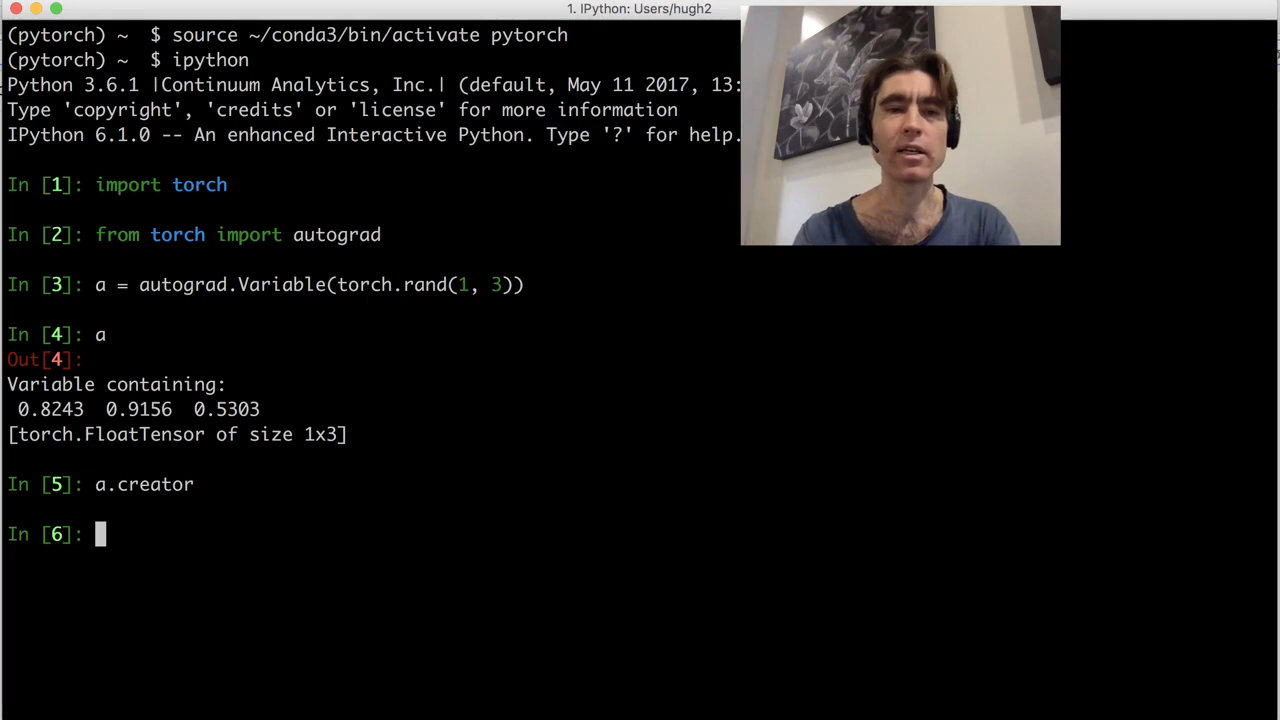 1. IPython: Users/hugh2
(pytorch) ~  $ source ~/conda3/bin/activate pytorch
(pytorch) ~  $ ipython
Python 3.6.1 |Continuum Analytics, Inc.| (default, May 11 2017, 13:
Type 'copyright', 'credits' or 'license' for more information
IPython 6.1.0 -- An enhanced Interactive Python. Type '?' for help.
In [1]: import torch
In [2]: from torch import autograd
In [3]: a = autograd.Variable(torch.rand(1, 3))
In [4]: a
Out[4]:
Variable containing:
 0.8243  0.9156  0.5303
[torch.FloatTensor of size 1x3]
In [5]: a.creator
In [6]: